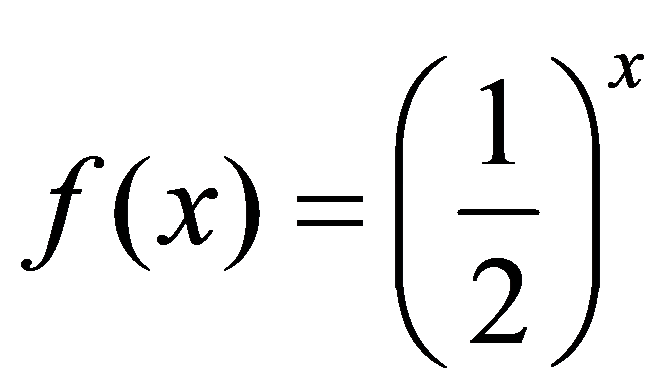 f(x) = (1/2)^x